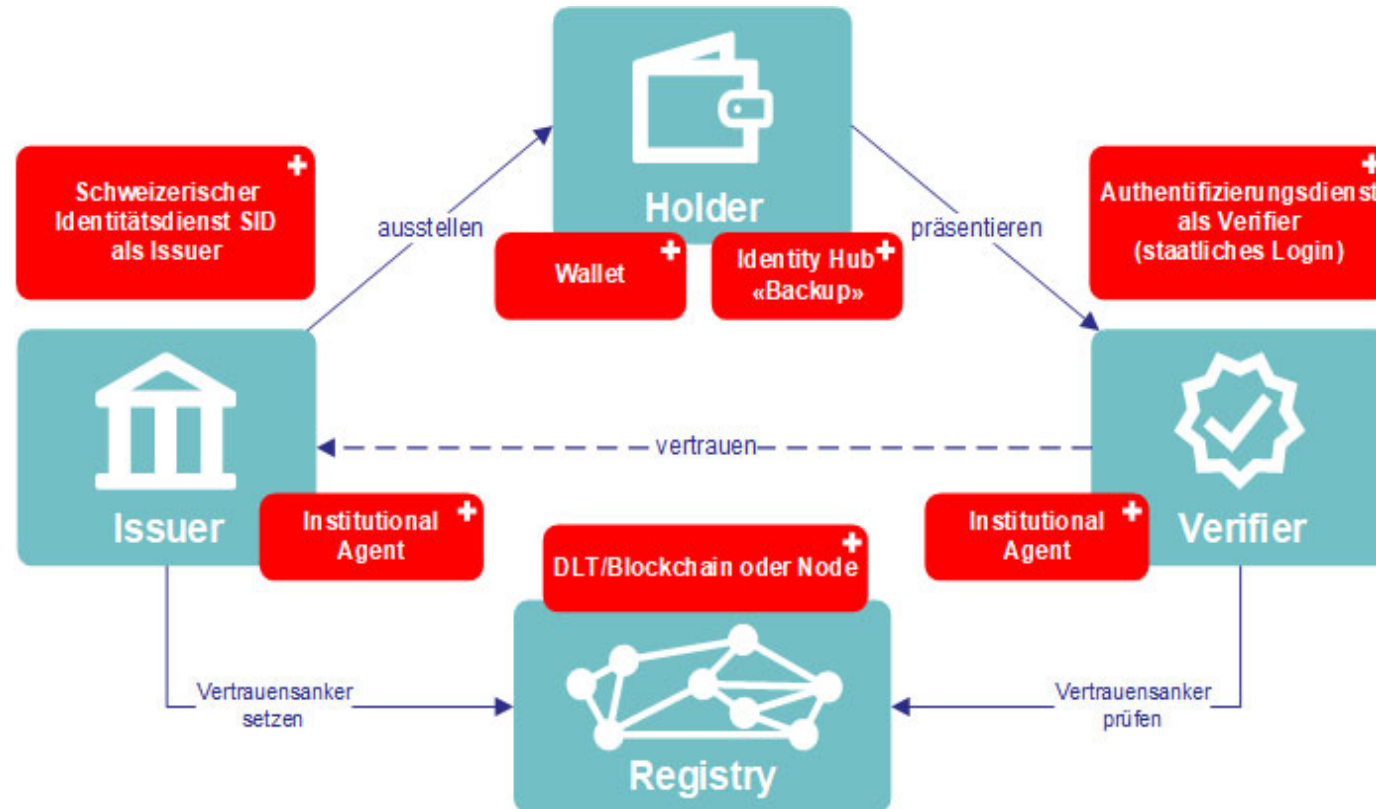 Holder
Wallet
Identity Hub
«Backup»
Schweizerischer
Identitätsdienst SID
als Issuer
ausstellen
präsentieren
Authentifizierungsdienst
als Verifier
(staatliches Login)
vertrauen
Issuer
Institutional
Agent
Institutional
Agent
Verifier
DLT/Blockchain oder Node
Registry
Vertrauensanker
setzen
Vertrauensanker
prüfen